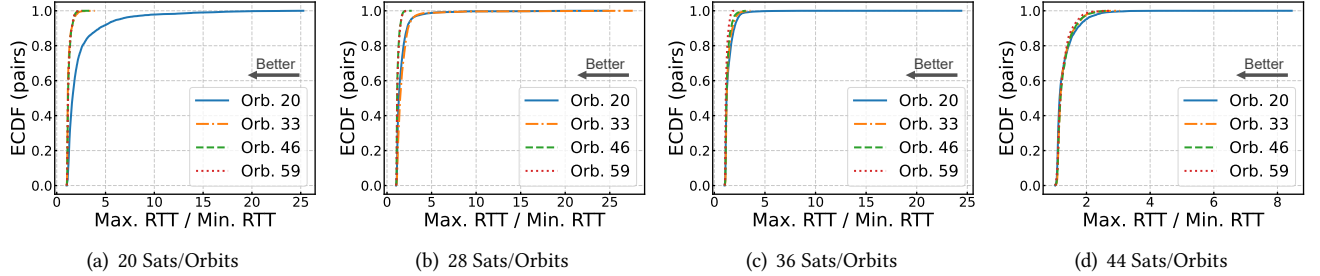 ECDF (pairs)
1.0
0.8
0.6
0.4
0.2
0.0
0 5 10 15 20 25
Max. RTT / Min. RTT
Better
Orb. 20
Orb. 33
Orb. 46
Orb. 59
(a) 20 Sats/Orbits
ECDF (pairs)
1.0
0.8
0.6
0.4
0.2
0.0
0 5 10 15 20 25
Max. RTT / Min. RTT
Better
Orb. 20
Orb. 33
Orb. 46
Orb. 59
(b) 28 Sats/Orbits
ECDF (pairs)
1.0
0.8
0.6
0.4
0.2
0.0
0 5 10 15 20 25
Max. RTT / Min. RTT
Better
Orb. 20
Orb. 33
Orb. 46
Orb. 59
(c) 36 Sats/Orbits
ECDF (pairs)
1.0
0.8
0.6
0.4
0.2
0.0
2 4 6 8
Max. RTT / Min. RTT
Better
Orb. 20
Orb. 33
Orb. 46
Orb. 59
(d) 44 Sats/Orbits